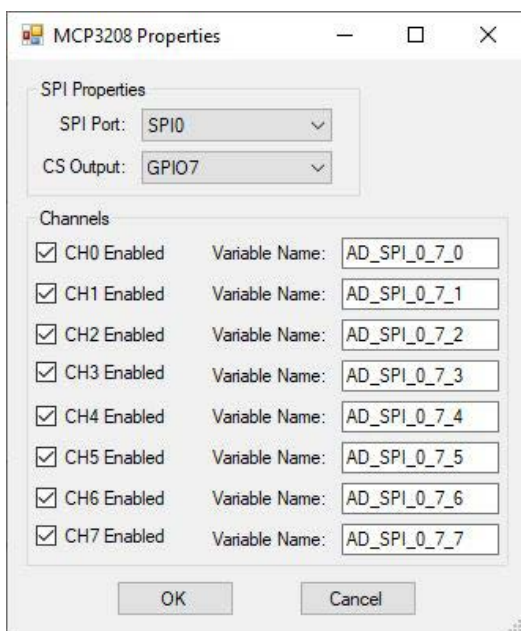 MCP3208 Properties
SPI Properties
SPI Port: SPI0
CS Output: GPIO7
Channels
CH0 Enabled Variable Name: AD_SPI_0_7_0
CH1 Enabled Variable Name: AD_SPI_0_7_1
CH2 Enabled Variable Name: AD_SPI_0_7_2
CH3 Enabled Variable Name: AD_SPI_0_7_3
CH4 Enabled Variable Name: AD_SPI_0_7_4
CH5 Enabled Variable Name: AD_SPI_0_7_5
CH6 Enabled Variable Name: AD_SPI_0_7_6
CH7 Enabled Variable Name: AD_SPI_0_7_7
OK Cancel